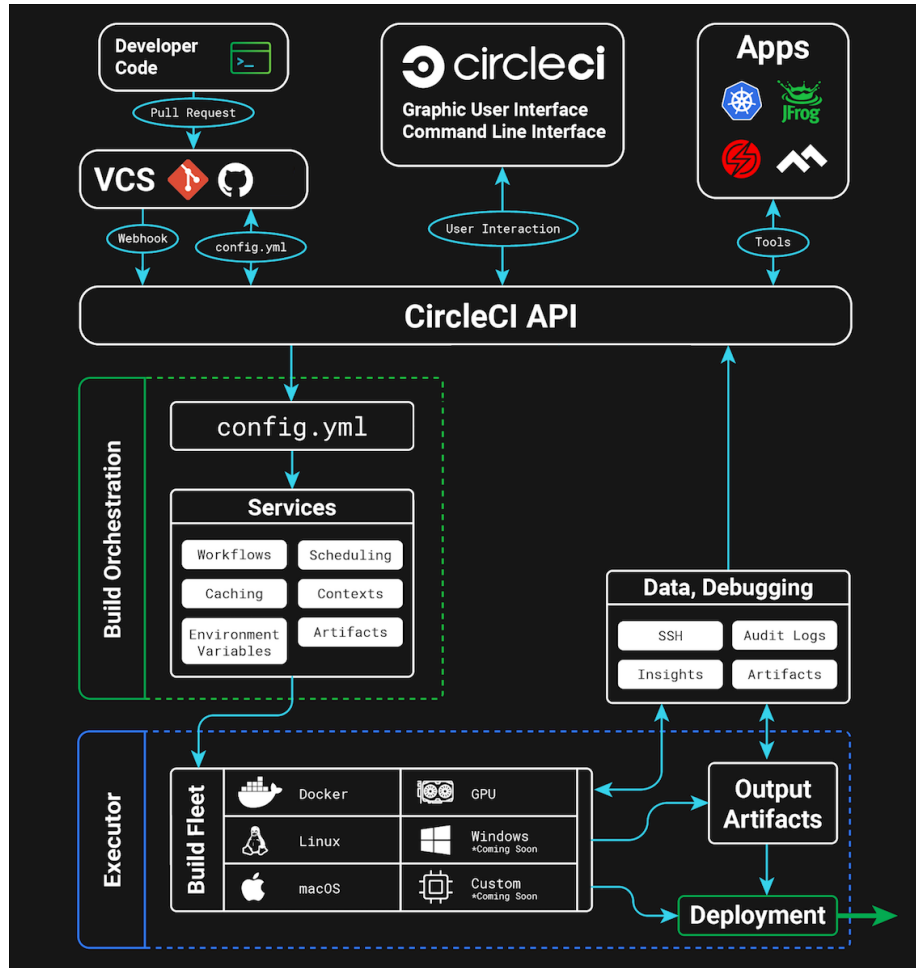 Developer
Code
>_
Pull Request
VCS
Webhook
config.yml
circleci
Graphic User Interface
Command Line Interface
User Interaction
Apps
JFrog
Tools
CircleCI API
Build Orchestration
config.yml
Services
Workflows
Scheduling
Caching
Contexts
Environment
Variables
Artifacts
Data, Debugging
SSH
Audit Logs
Insights
Artifacts
Executor
Build Fleet
Docker
GPU
Linux
Windows
*Coming Soon
macOS
Custom
*Coming Soon
Output
Artifacts
Deployment